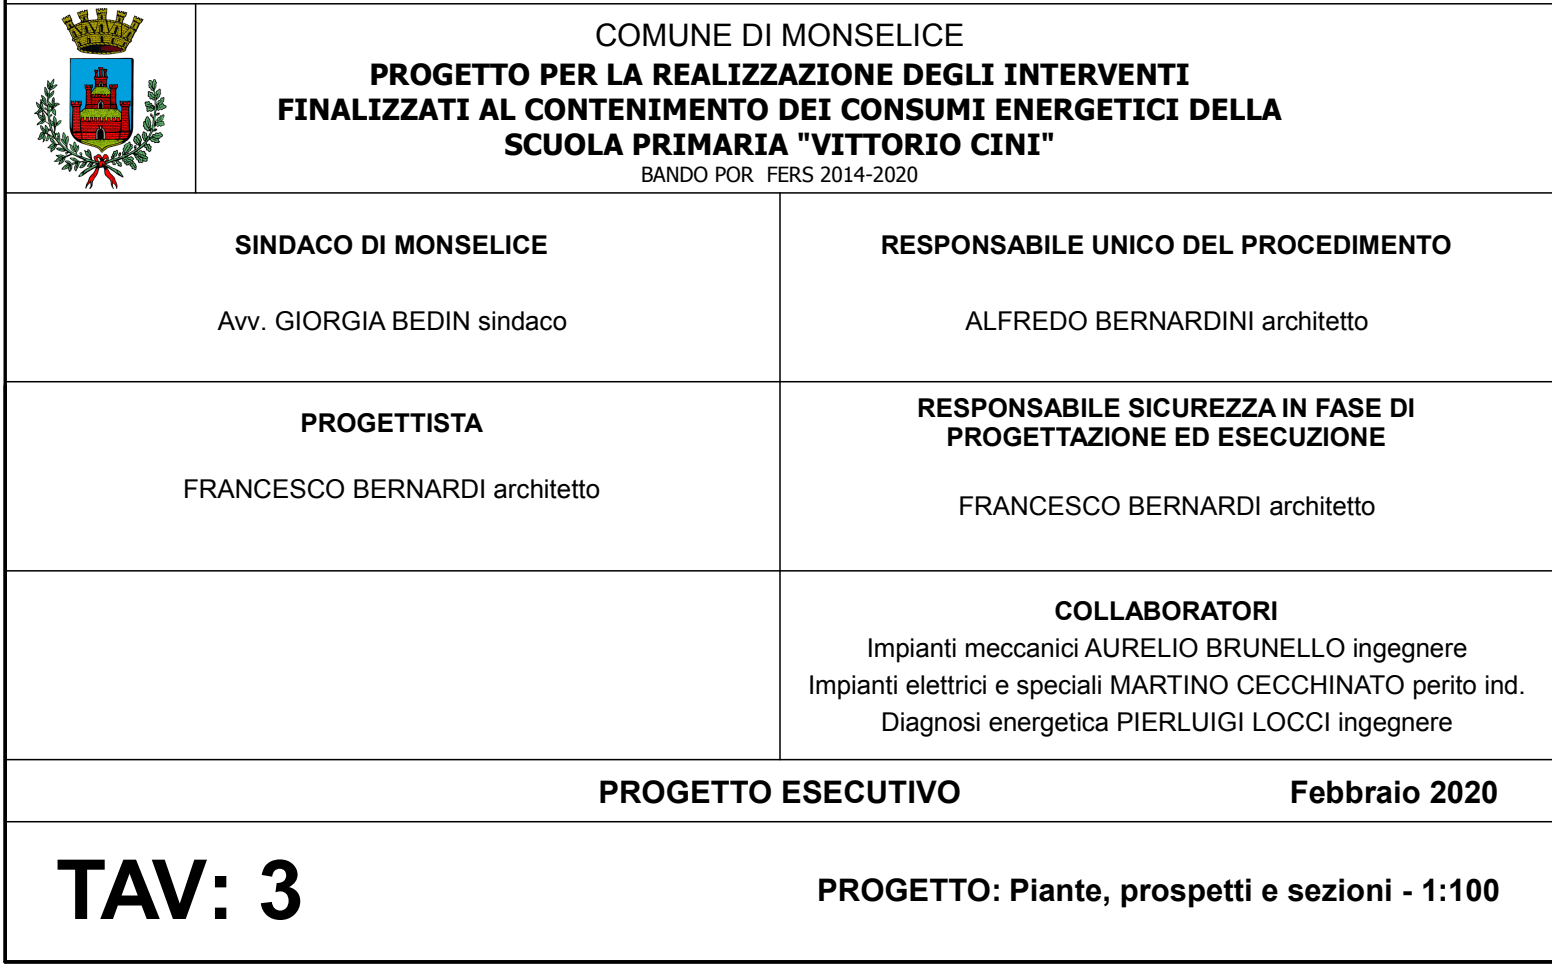 COMUNE DI MONSELICE
PROGETTO PER LA REALIZZAZIONE DEGLI INTERVENTI
FINALIZZATI AL CONTENIMENTO DEI CONSUMI ENERGETICI DELLA
SCUOLA PRIMARIA "VITTORIO CINI"
BANDO POR FERS 2014-2020
SINDACO DI MONSELICE
Avv. GIORGIA BEDIN sindaco
RESPONSABILE UNICO DEL PROCEDIMENTO
ALFREDO BERNARDINI architetto
PROGETTISTA
FRANCESCO BERNARDI architetto
RESPONSABILE SICUREZZA IN FASE DI
PROGETTAZIONE ED ESECUZIONE
FRANCESCO BERNARDI architetto
COLLABORATORI
Impianti meccanici AURELIO BRUNELLO ingegnere
Impianti elettrici e speciali MARTINO CECCHINATO perito ind.
Diagnosi energetica PIERLUIGI LOCCI ingegnere
PROGETTO ESECUTIVO
Febbraio 2020
TAV: 3
PROGETTO: Piante, prospetti e sezioni - 1:100